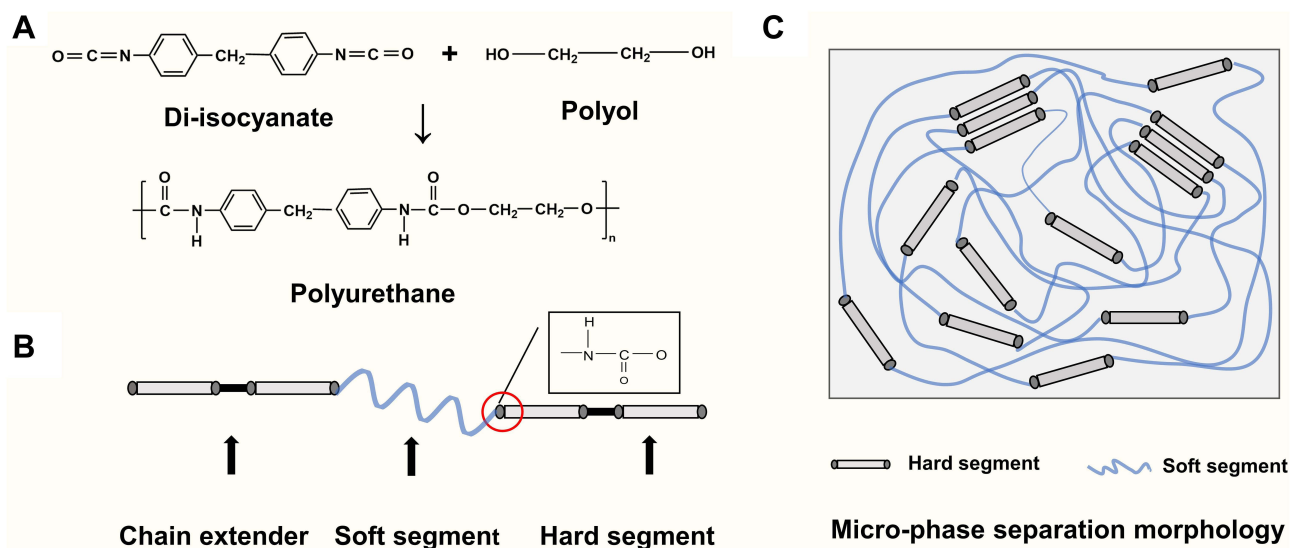 A
O=C=N CH2 N=C=O + HO CH2 OH
Di-isocyanate
Polyol
O O
C N CH2 N C O CH2 CH2 O
H H n
Polyurethane
B
H
N C O
O
Chain extender
Soft segment
Hard segment
C
Hard segment
Soft segment
Micro-phase separation morphology